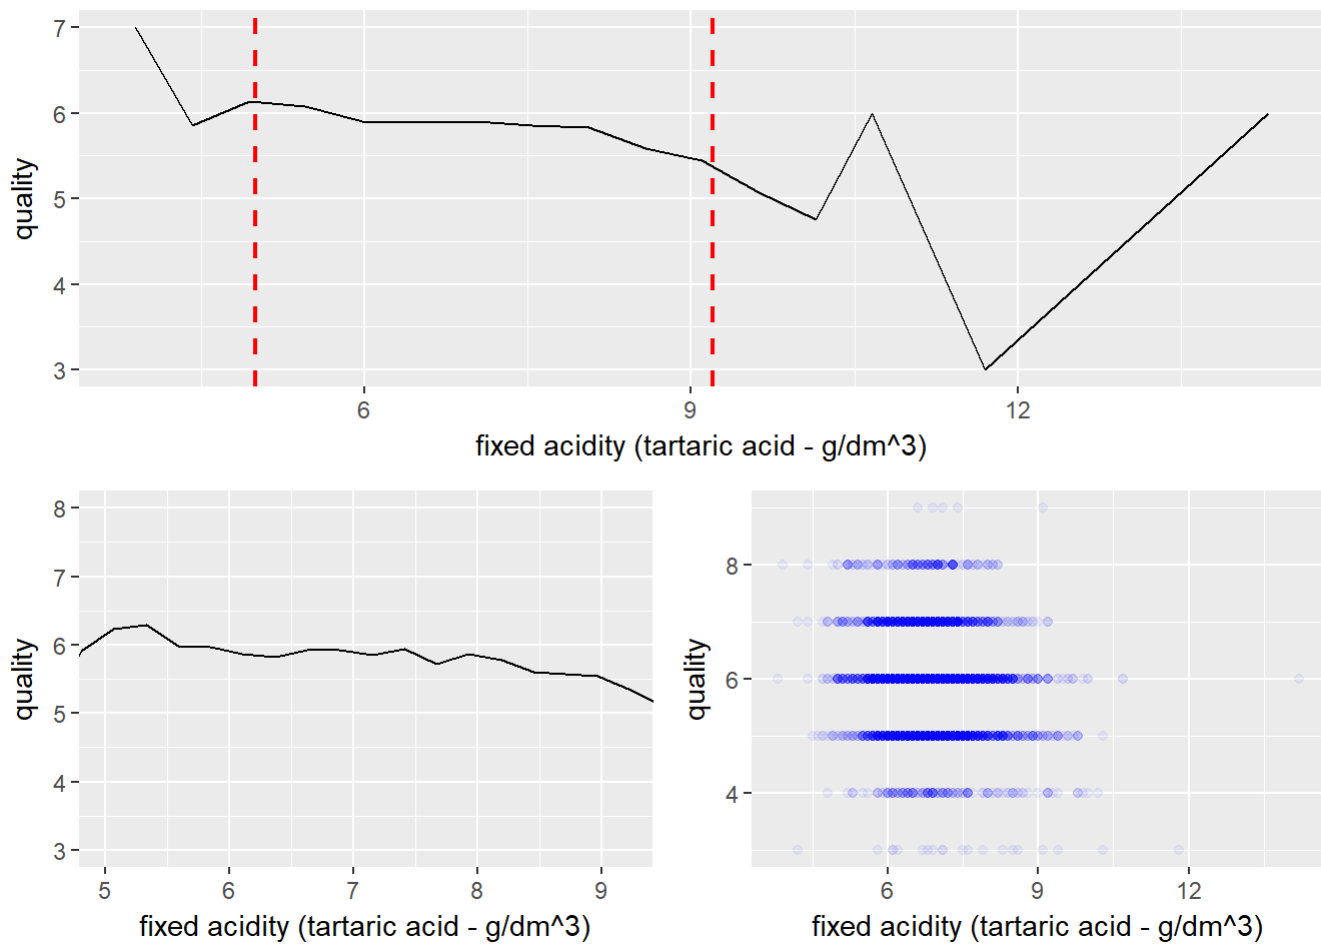 7
6
5
4
3
quality
6 9 12
fixed acidity (tartaric acid - g/dm^3)
8
7
6
5
4
3
quality
5 6 7 8 9
fixed acidity (tartaric acid - g/dm^3)
8
6
4
quality
6 9 12
fixed acidity (tartaric acid - g/dm^3)